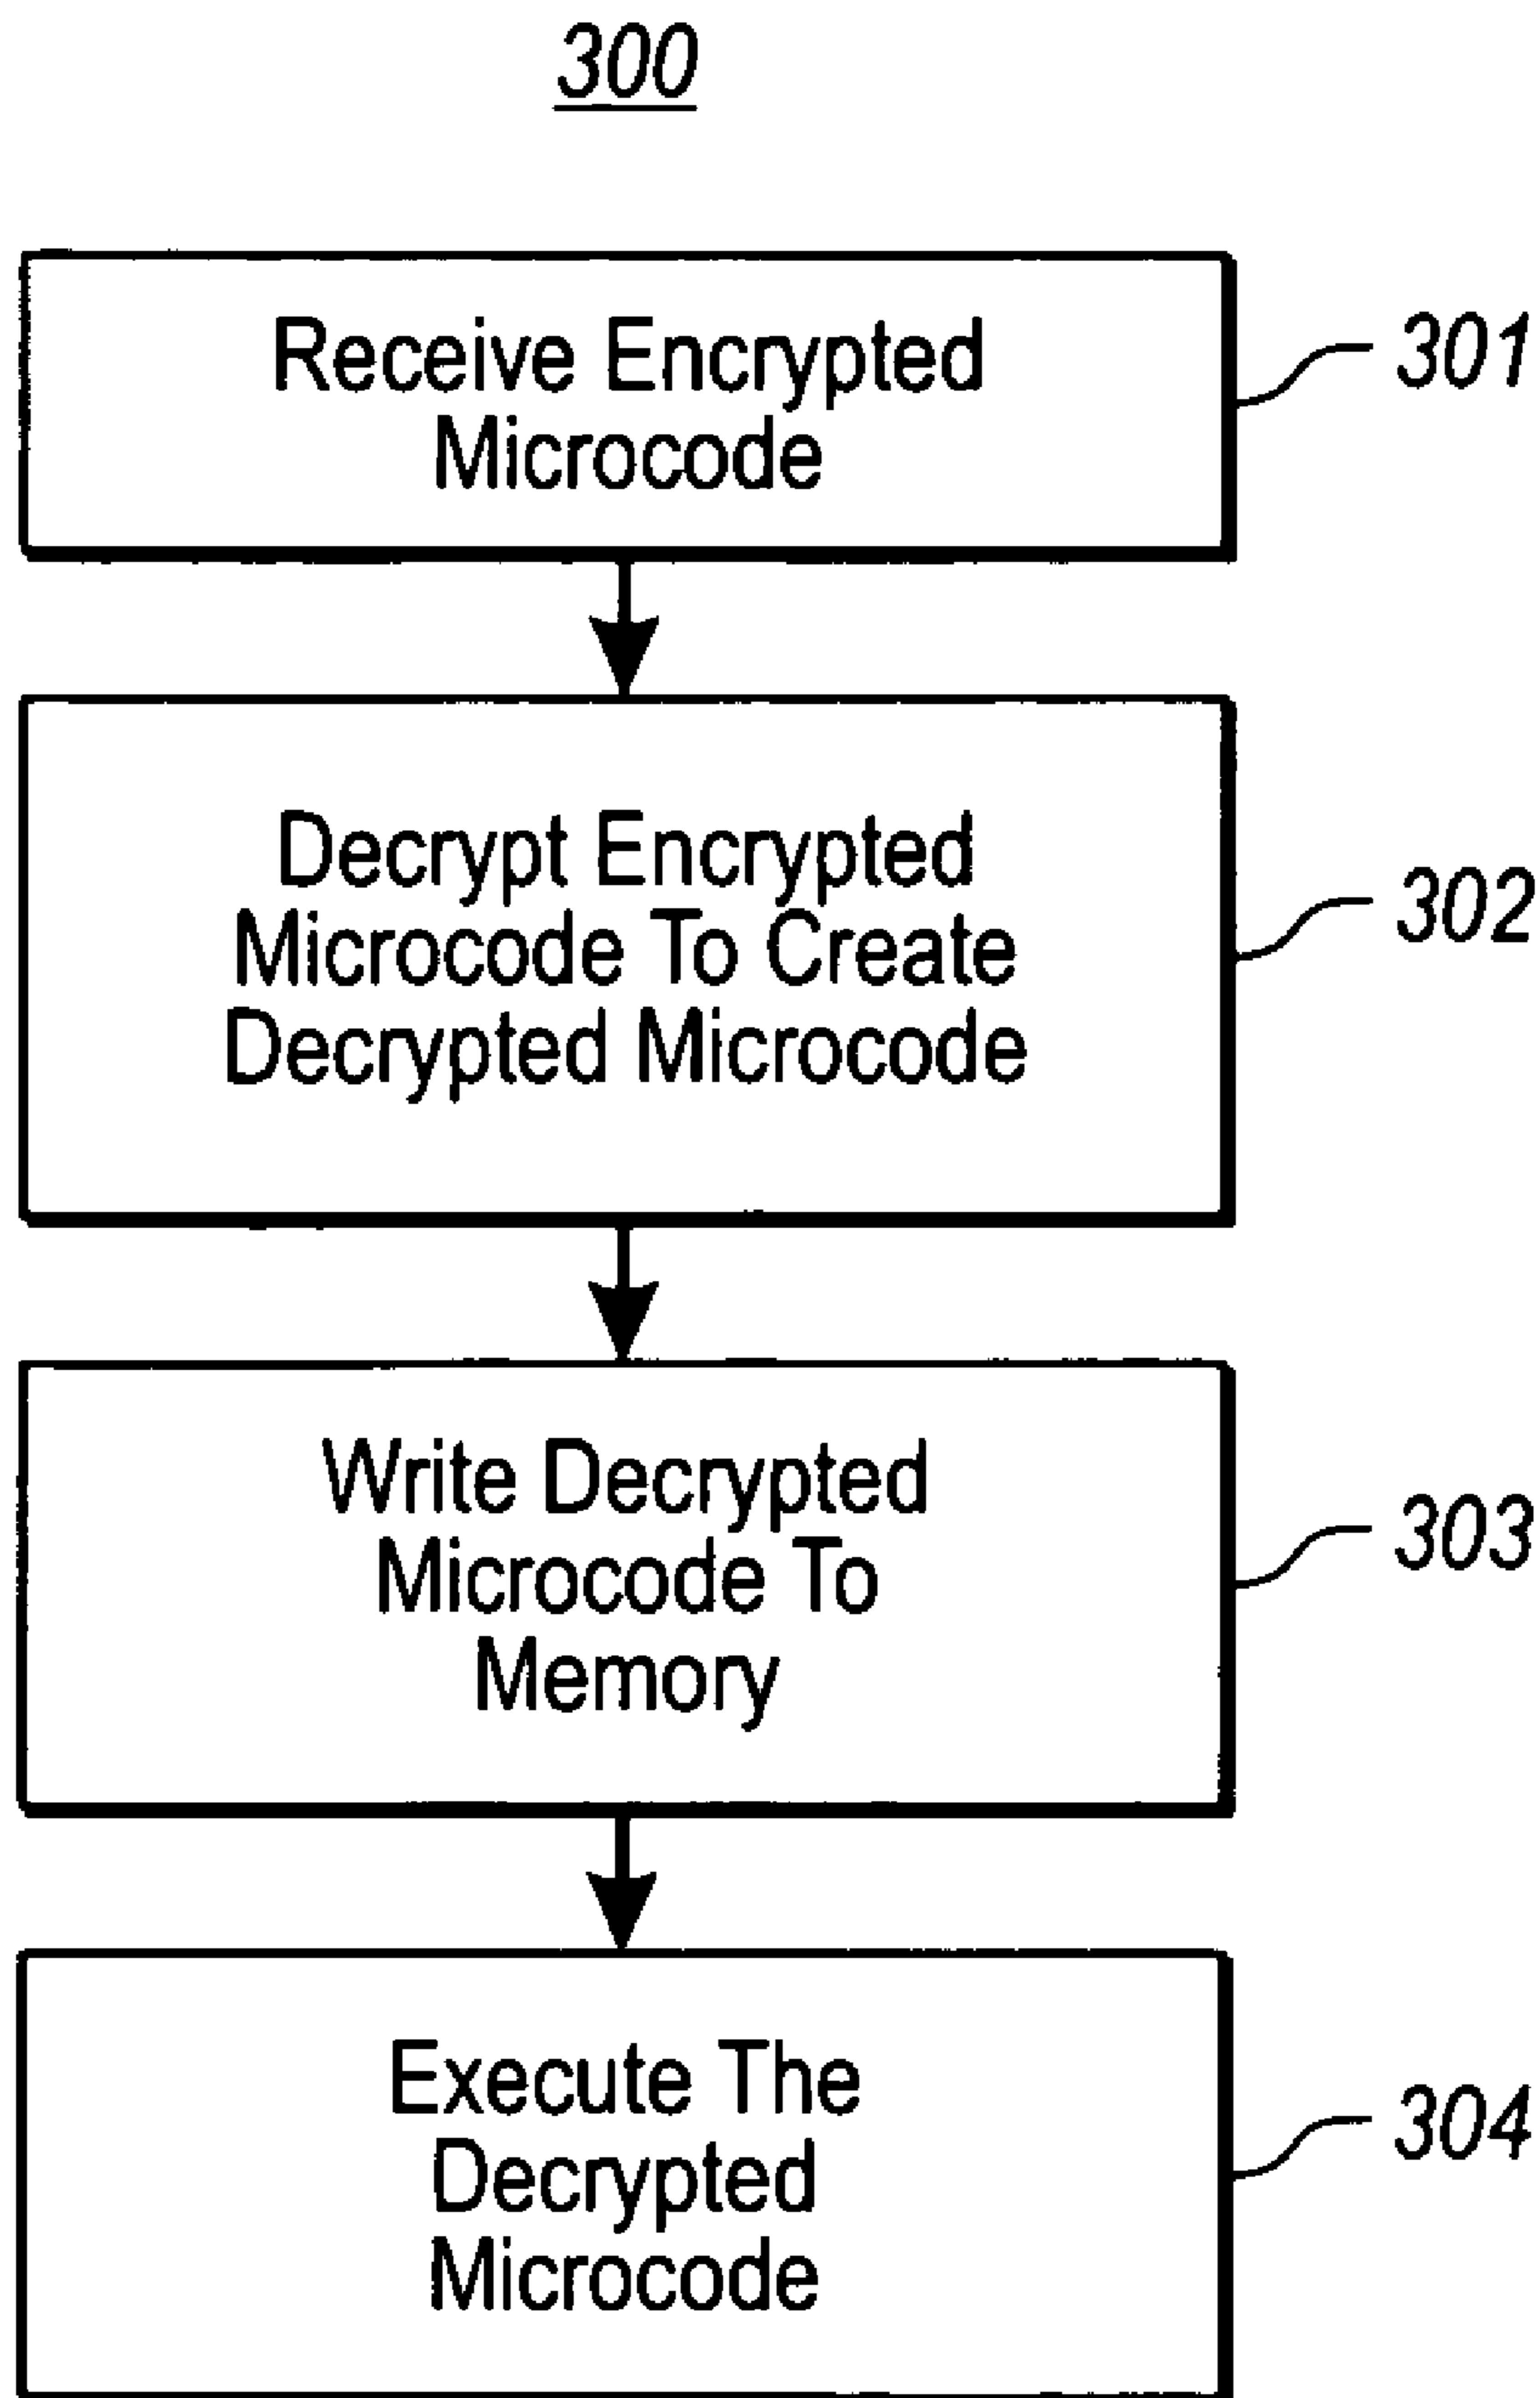 300
Receive Encrypted
Microcode
301
Decrypt Encrypted
Microcode To Create
Decrypted Microcode
302
Write Decrypted
Microcode To
Memory
303
Execute The
Decrypted
Microcode
304